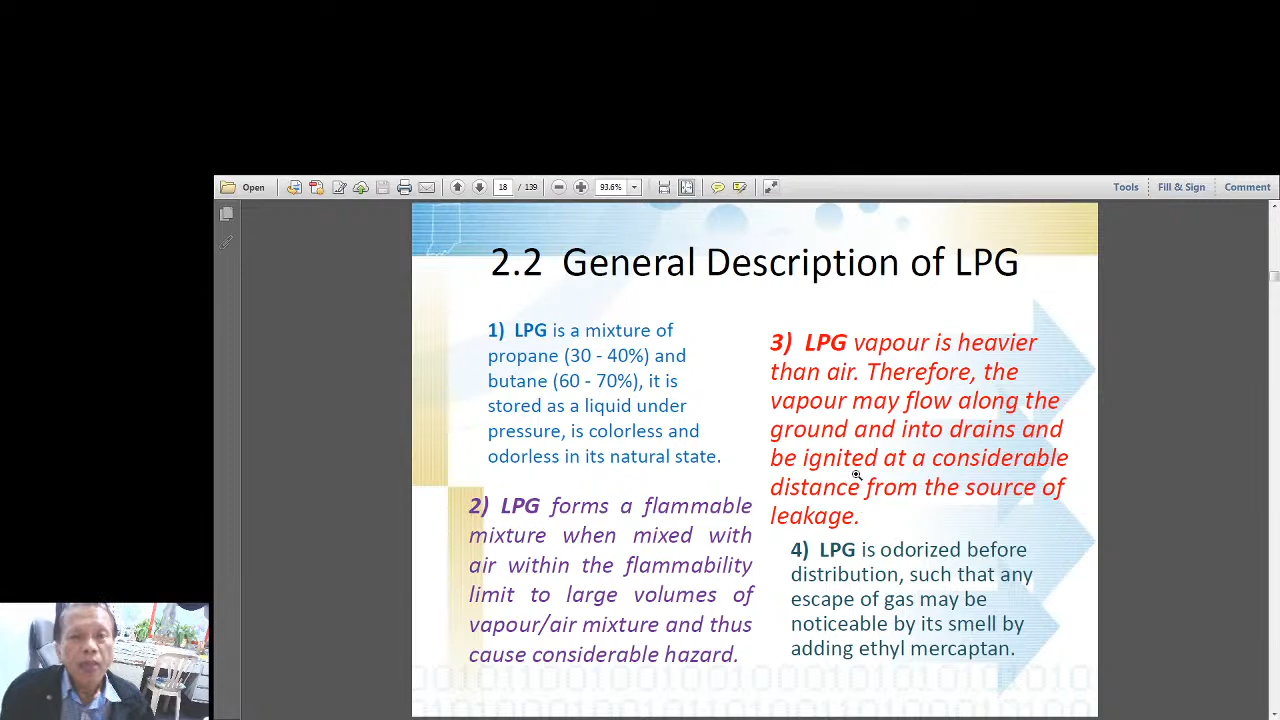 Open
18
/ 139
93.6%
Tools
Fill & Sign
Comment
2.2 General Description of LPG
1) LPG is a mixture of
propane (30 - 40%) and
butane (60 - 70%), it is
stored as a liquid under
pressure, is colorless and
odorless in its natural state.
2) LPG forms a flammable
mixture when mixed with
air within the flammability
limit to large volumes of
vapour/air mixture and thus
cause considerable hazard.
3) LPG vapour is heavier
than air. Therefore, the
vapour may flow along the
ground and into drains and
be ignited at a considerable
distance from the source of
leakage.
4) LPG is odorized before
distribution, such that any
escape of gas may be
noticeable by its smell by
adding ethyl mercaptan.